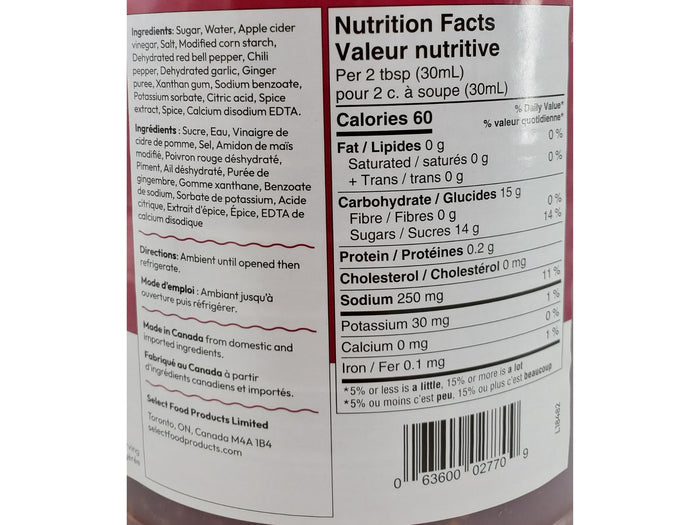 Ingredients: Sugar, Water, Apple cider
vinegar, Salt, Modified corn starch,
Dehydrated red bell pepper, Chili
pepper, Dehydrated garlic, Ginger
puree, Xanthan gum, Sodium benzoate,
Potassium sorbate, Citric acid, Spice
extract, Spice, Calcium disodium EDTA.
Ingrédients : Sucre, Eau, Vinaigre de
cidre de pomme, Sel, Amidon de maïs
modifié, Poivron rouge déshydraté,
Piment, Ail déshydraté, Purée de
gingembre, Gomme xanthane, Benzoate
de sodium, Sorbate de potassium, Acide
citrique, Extrait d'épice, Épice, EDTA de
calcium disodique
Directions: Ambient until opened then
refrigerate.
Mode d'emploi : Ambiant jusqu'à
ouverture puis réfrigérer.
Made in Canada from domestic and
imported ingredients.
Fabriqué au Canada à partir
d'ingrédients canadiens et importés.
Select Food Products Limited
Toronto, ON, Canada M4A 1B4
selectfoodproducts.com
Nutrition Facts
Valeur nutritive
Per 2 tbsp (30mL)
pour 2 c. à soupe (30mL)
Calories 60
% Daily Value*
% valeur quotidienne*
Fat / Lipides 0 g 0 %
Saturated / saturés 0 g 0 %
+ Trans / trans 0 g
Carbohydrate / Glucides 15 g
Fibre / Fibres 0 g 0 %
Sugars / Sucres 14 g 14 %
Protein / Protéines 0.2 g
Cholesterol / Cholestérol 0 mg
Sodium 250 mg 11 %
Potassium 30 mg 1 %
Calcium 0 mg 0 %
Iron / Fer 0.1 mg 1 %
*5% or less is a little, 15% or more is a lot
*5% ou moins c'est peu, 15% ou plus c'est beaucoup
L18482
0 63600 02770 9